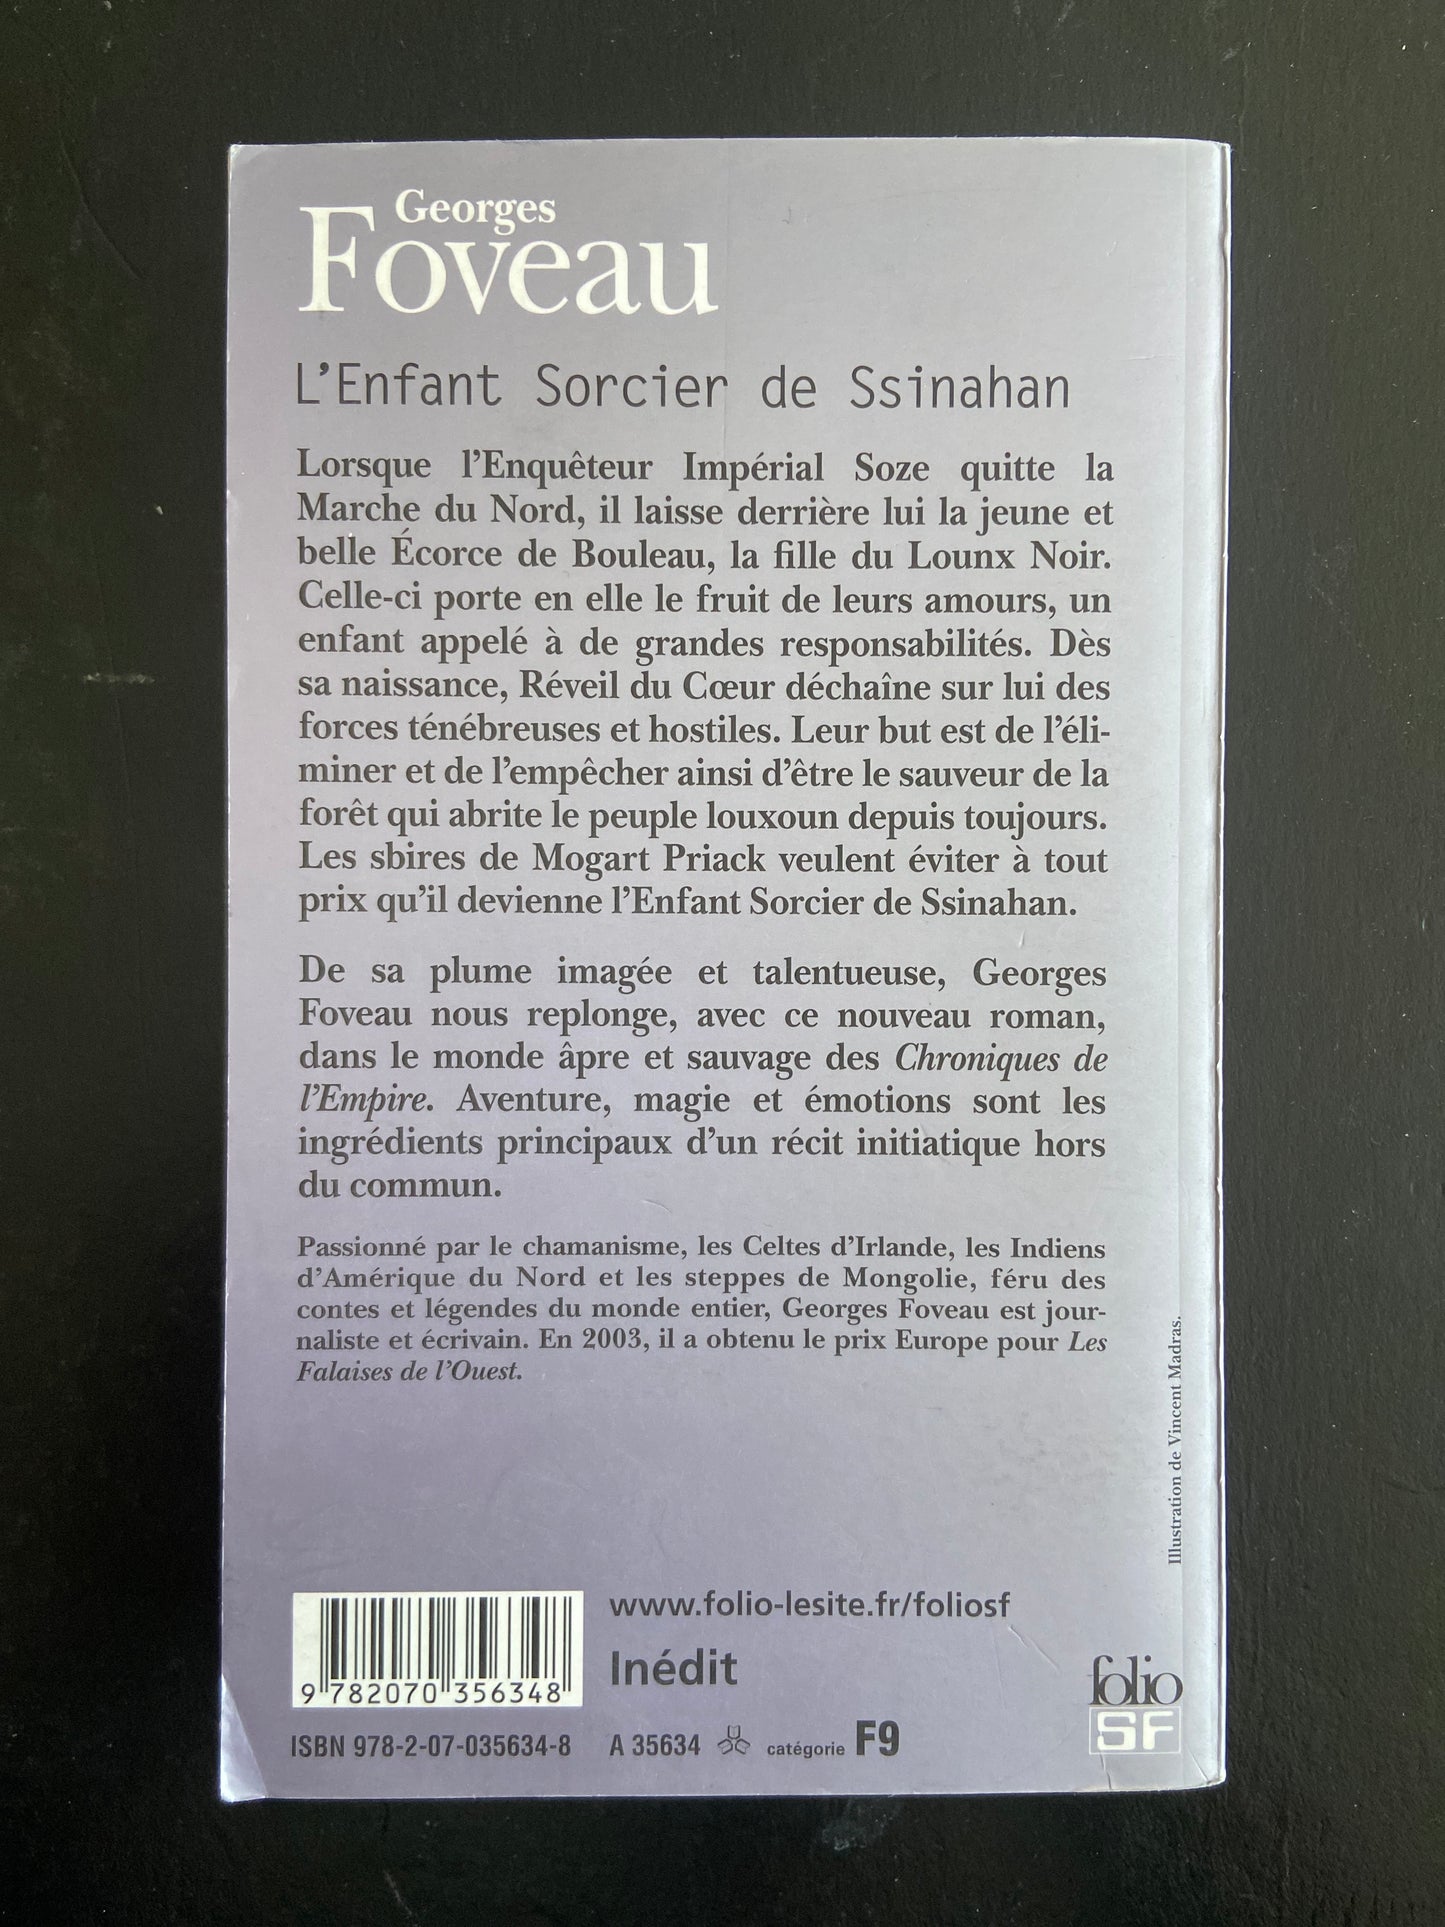 Georges
Foveau
L'Enfant Sorcier de Ssinahan
Lorsque l'Enquêteur Impérial Soze quitte la
Marche du Nord, il laisse derrière lui la jeune et
belle Écorce de Bouleau, la fille du Lounx Noir.
Celle-ci porte en elle le fruit de leurs amours, un
enfant appelé à de grandes responsabilités. Dès
sa naissance, Réveil du Cœur déchaîne sur lui des
forces ténébreuses et hostiles. Leur but est de l'éli-
miner et de l'empêcher ainsi d'être le sauveur de la
forêt qui abrite le peuple louxoun depuis toujours.
Les sbires de Mogart Priack veulent éviter à tout
prix qu'il devienne l'Enfant Sorcier de Ssinahan.
De sa plume imagée et talentueuse, Georges
Foveau nous replonge, avec ce nouveau roman,
dans le monde âpre et sauvage des Chroniques de
l'Empire. Aventure, magie et émotions sont les
ingrédients principaux d'un récit initiatique hors
du commun.
Passionné par le chamanisme, les Celtes d'Irlande, les Indiens
d'Amérique du Nord et les steppes de Mongolie, féru des
contes et légendes du monde entier, Georges Foveau est jour-
naliste et écrivain. En 2003, il a obtenu le prix Europe pour Les
Falaises de l'Ouest.
Illustration de Vincent Madras.
www.folio-lesite.fr/foliosf
Inédit
9 782070 356348
ISBN 978-2-07-035634-8 A 35634 catégorie F9
folio
SF